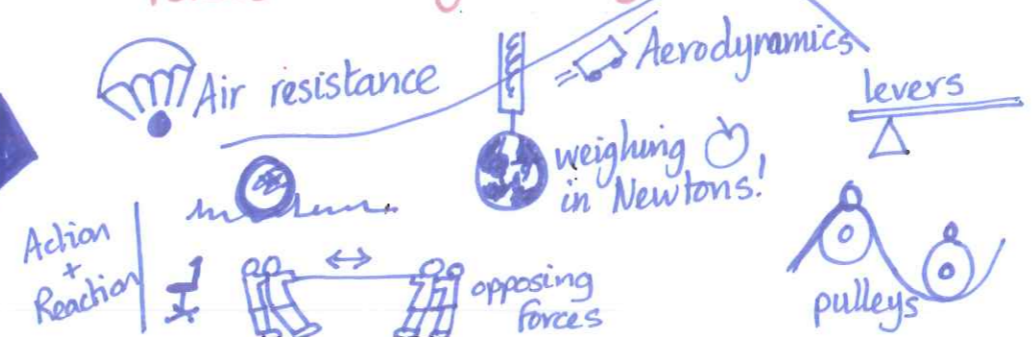 Air resistance
Aerodynamics
levers
weighing
in Newtons!
Action
+
Reaction
opposing
forces
pulleys